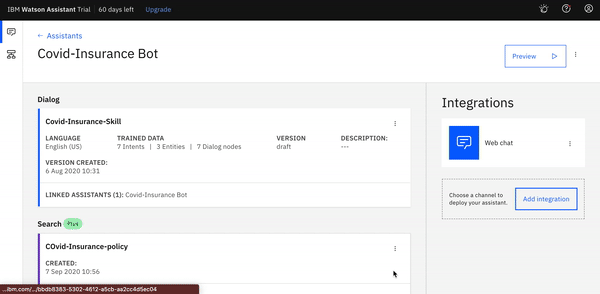 IBM Watson Assistant Trial | 60 days left Upgrade
← Assistants
Covid-Insurance Bot
Preview
Dialog
Covid-Insurance-Skill
LANGUAGE TRAINED DATA VERSION DESCRIPTION:
English (US) 7 Intents | 3 Entities | 7 Dialog nodes draft ---
VERSION CREATED:
6 Aug 2020 10:31
LINKED ASSISTANTS (1): Covid-Insurance Bot
Search Plus
COvid-Insurance-policy
CREATED:
7 Sep 2020 10:56
Integrations
Web chat
Choose a channel to
deploy your assistant.
Add integration
...ibm.com/.../bbdb8383-5302-4612-a5cb-aa2cc4d5ec04